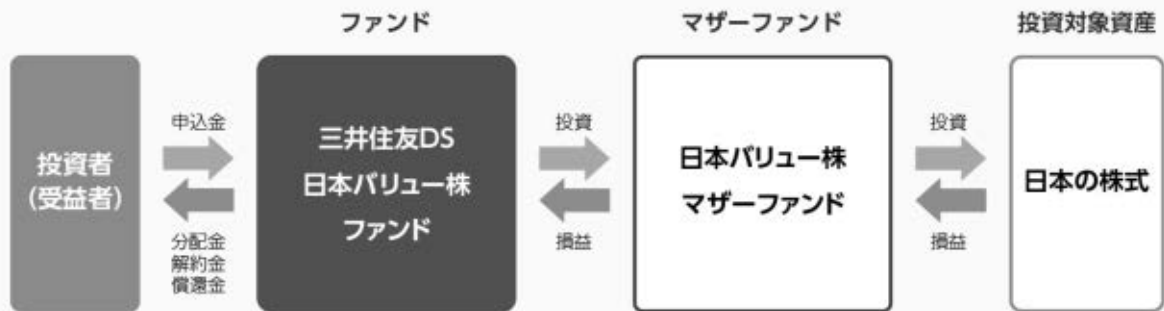 ファンド
マザーファンド
投資対象資産
投資者
(受益者)
申込金
分配金
解約金
償還金
三井住友DS
日本バリュー株
ファンド
投資
損益
日本バリュー株
マザーファンド
投資
損益
日本の株式